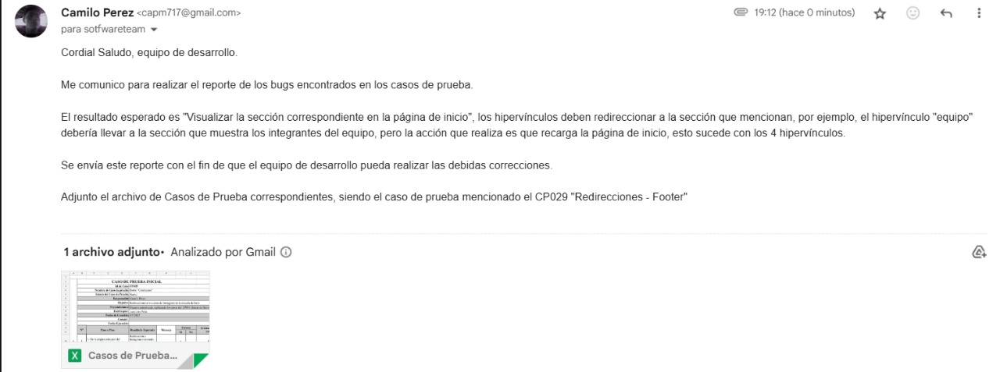 Camilo Perez <capm717@gmail.com>
19:12 (hace 0 minutos)
para sotfwareteam
Cordial Saludo, equipo de desarrollo.
Me comunico para realizar el reporte de los bugs encontrados en los casos de prueba.
El resultado esperado es "Visualizar la sección correspondiente en la página de inicio", los hipervínculos deben redireccionar a la sección que mencionan, por ejemplo, el hipervínculo "equipo"
debería llevar a la sección que muestra los integrantes del equipo, pero la acción que realiza es que recarga la página de inicio, esto sucede con los 4 hipervínculos.
Se envía este reporte con el fin de que el equipo de desarrollo pueda realizar las debidas correcciones.
Adjunto el archivo de Casos de Prueba correspondientes, siendo el caso de prueba mencionado el CP029 "Redirecciones - Footer"
1 archivo adjunto• Analizado por Gmail
CASO DE PRUEBA INICIAL
X Casos de Prueba...